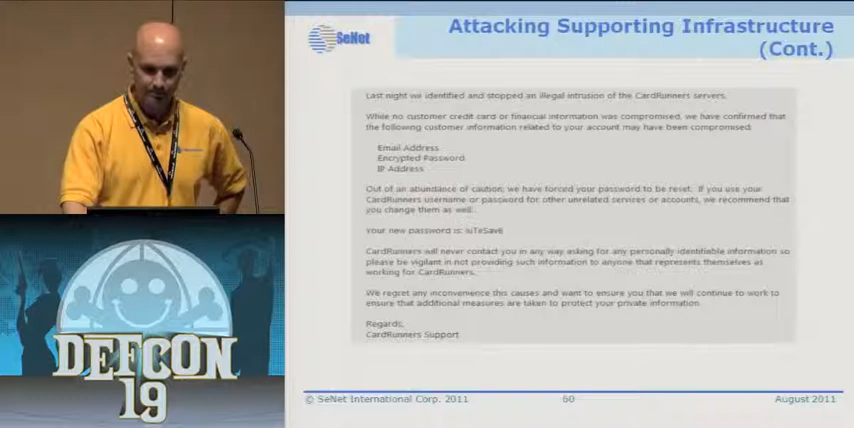 SeNet
Attacking Supporting Infrastructure
(Cont.)
Last night we identified and stopped an illegal intrusion of the CardRunners servers.
While no customer credit card or financial information was compromised, we have confirmed that
the following customer information related to your account may have been compromised:
Email Address
Encrypted Password
IP Address
Out of an abundance of caution, we have forced your password to be reset. If you use your
CardRunners username or password for other unrelated services or accounts, we recommend that
you change them as well.
Your new password is:
CardRunners will never contact you in any way asking for any personally identifiable information so
please be vigilant in not providing such information to anyone that represents themselves as
working for CardRunners.
We regret any inconvenience this causes and want to ensure you that we will continue to work to
ensure that additional measures are taken to protect your private information.
Regards,
CardRunners Support
© SeNet International Corp. 2011
60
August 2011
DEFCON
19